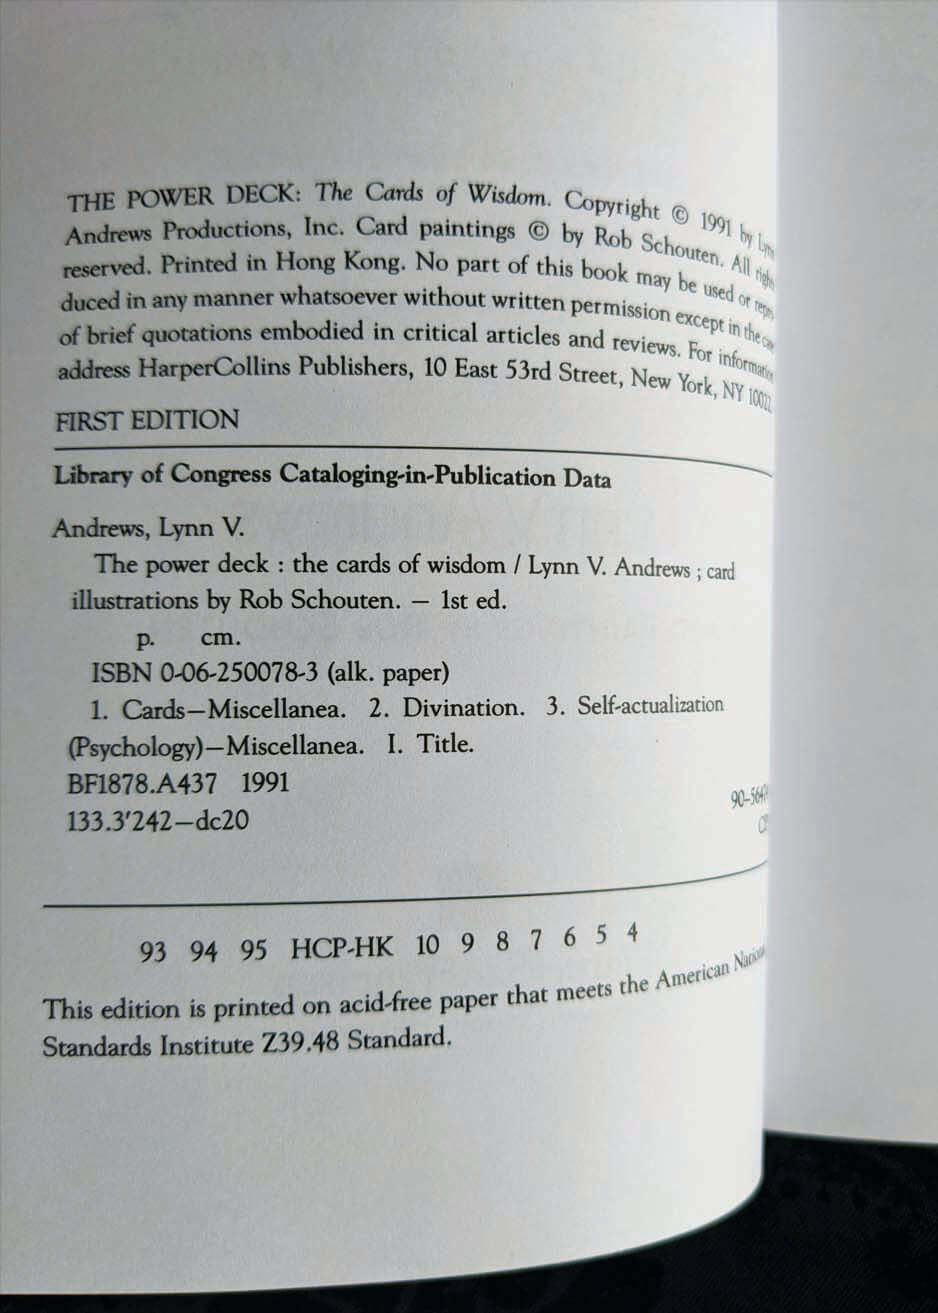 THE POWER DECK: The Cards of Wisdom. Copyright © 1991 by
Andrews Productions, Inc. Card paintings © by Rob Schouten. All
reserved. Printed in Hong Kong. No part of this book may be used or
duced in any manner whatsoever without written permission except in the
of brief quotations embodied in critical articles and reviews. For
address HarperCollins Publishers, 10 East 53rd Street, New York, NY 10022
FIRST EDITION
Library of Congress Cataloging-in-Publication Data
Andrews, Lynn V.
The power deck : the cards of wisdom / Lynn V. Andrews ; card
illustrations by Rob Schouten. — 1st ed.
p. cm.
ISBN 0-06-250078-3 (alk. paper)
1. Cards—Miscellanea. 2. Divination. 3. Self-actualization
(Psychology)—Miscellanea. I. Title.
BF1878.A437 1991
133.3'242—dc20
93 94 95 HCP-HK 10 9 8 7 6 5 4
This edition is printed on acid-free paper that meets the American
Standards Institute Z39.48 Standard.